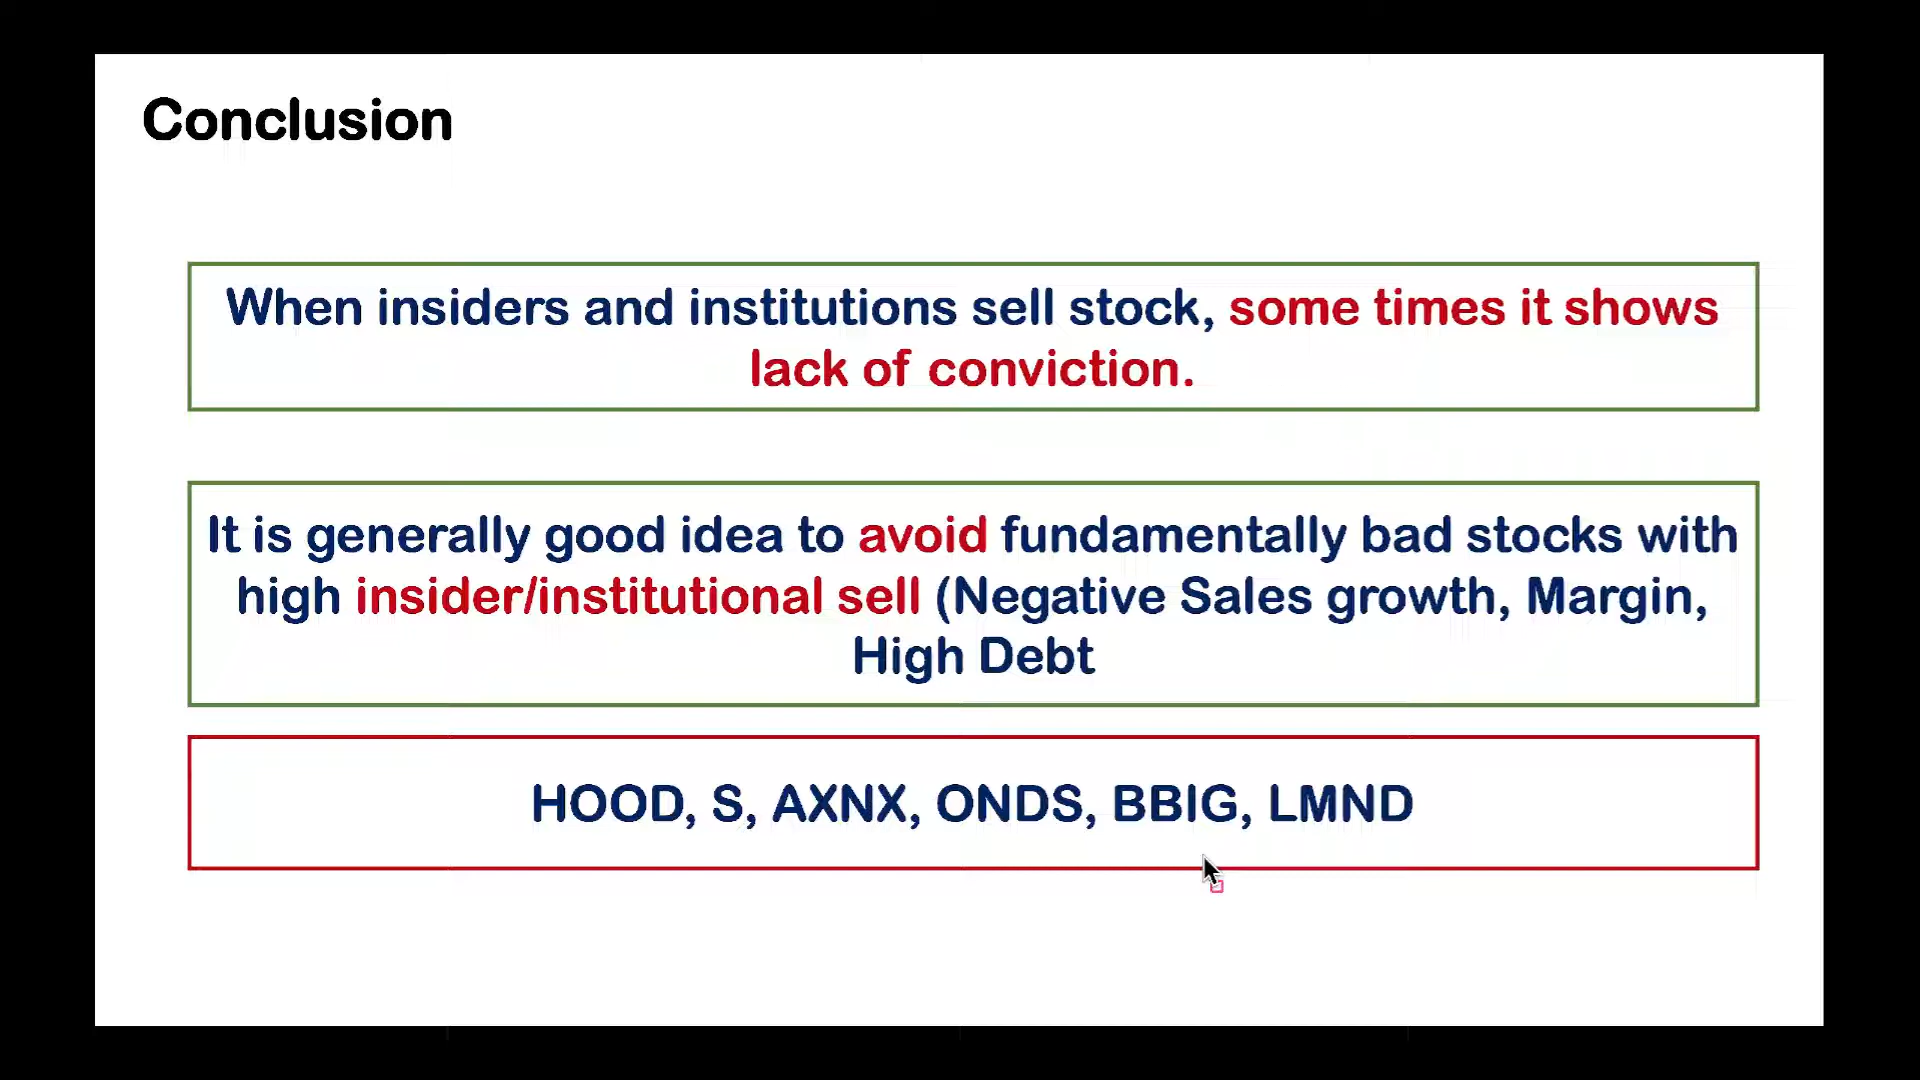 Conclusion
When insiders and institutions sell stock, some times it shows
lack of conviction.
It is generally good idea to avoid fundamentally bad stocks with
high insider/institutional sell (Negative Sales growth, Margin,
High Debt
HOOD, S, AXNX, ONDS, BBIG, LMND